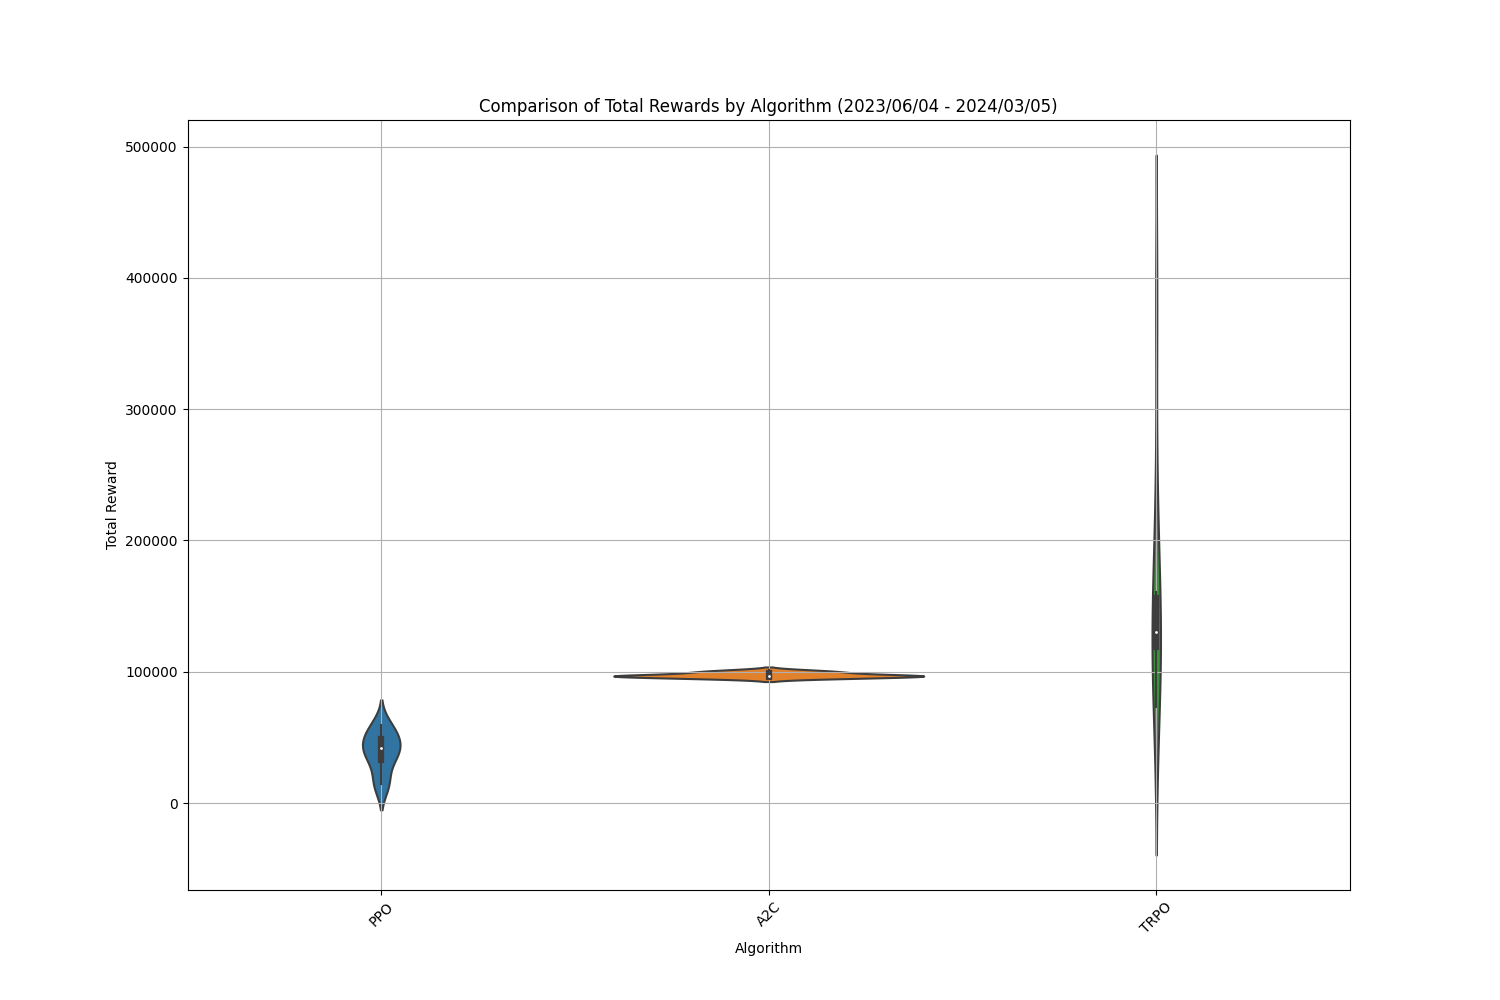 Comparison of Total Rewards by Algorithm (2023/06/04 - 2024/03/05)
500000
400000
300000
200000
100000
0
Total Reward
PPO
A2C
TRPO
Algorithm